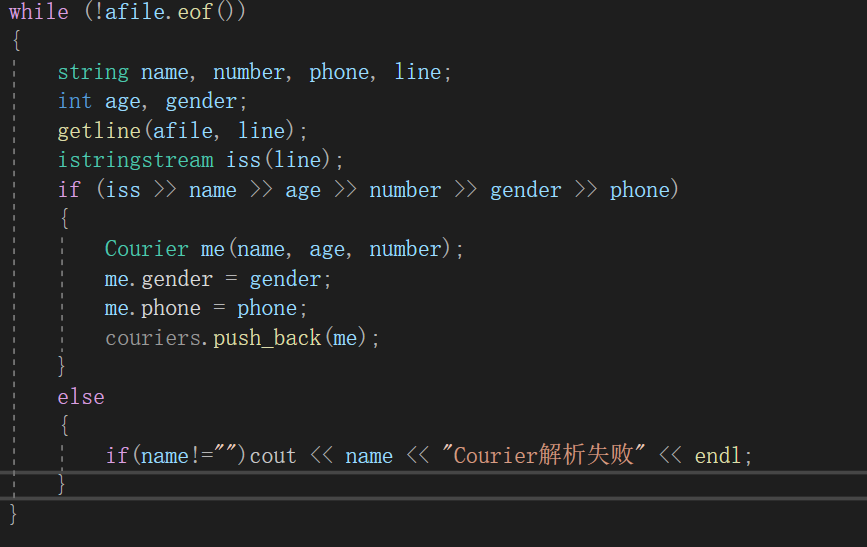 while (!afile.eof())
{
string name, number, phone, line;
int age, gender;
getline(afile, line);
istringstream iss(line);
if (iss >> name >> age >> number >> gender >> phone)
{
Courier me(name, age, number);
me.gender = gender;
me.phone = phone;
couriers.push_back(me);
}
else
{
if(name!="")cout << name << "Courier解析失败" << endl;
}
}